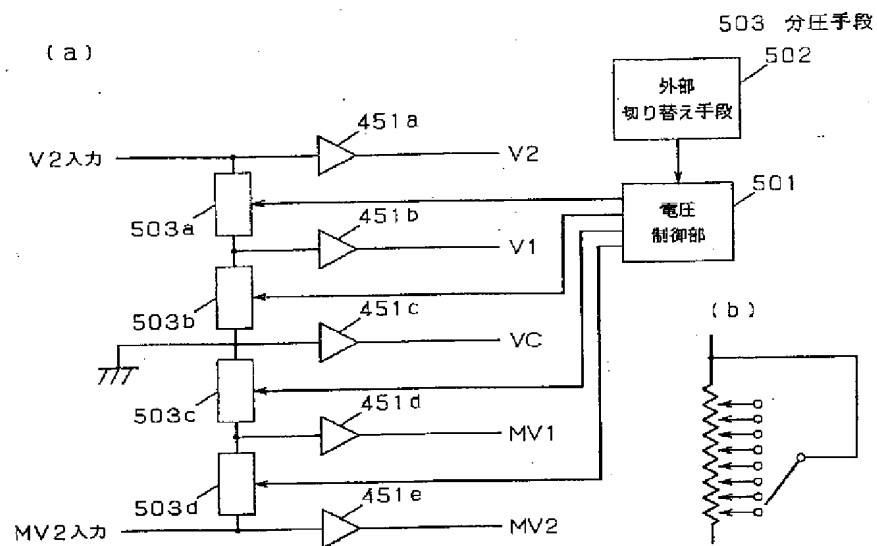 503 分圧手段
(a)
502
外部
切り替え手段
451a
V2入力
V2
503a
501
電圧
制御部
451b
V1
503b
451c
VC
(b)
503c
451d
MV1
503d
451e
MV2入力
MV2